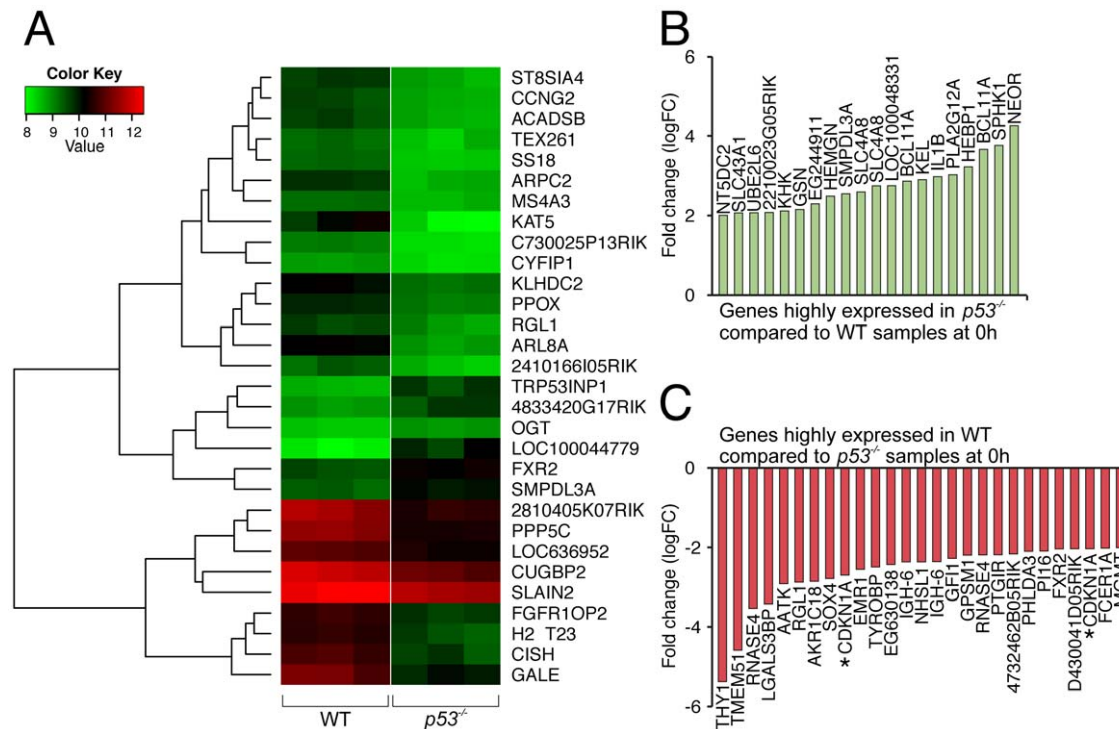 A
Color Key
8 9 10 11 12
Value
ST8SIA4
CCNG2
ACADSB
TEX261
SS18
ARPC2
MS4A3
KAT5
C730025P13RIK
CYFIP1
KLHDC2
PPOX
RGL1
ARL8A
2410166I05RIK
TRP53INP1
4833420G17RIK
OGT
LOC100044779
FXR2
SMPDL3A
2810405K07RIK
PPP5C
LOC636952
CUGBP2
SLAIN2
FGFR1OP2
H2 T23
CISH
GALE
WT
p53-/-
B
Fold change (logFC)
6
4
2
0
NT5DC2
SLC43A1
UBE2L6
2210023G05RIK
KHK
GSN
EG244911
HEMGN
SMPDL3A
SLC4A8
SLC4A8
LOC100048331
BCL11A
KEL
IL1B
PLA2G12A
HEBP1
BCL11A
SPHK1
NEOR
Genes highly expressed in p53-/-
compared to WT samples at 0h
C
Genes highly expressed in WT
compared to p53-/- samples at 0h
Fold change (logFC)
0
-2
-4
-6
THY1
TMEM51
RNASE4
LGALS3BP
AATK
RGL1
AKR1C18
SOX4
*CDKN1A
EMR1
TYROBP
EG630138
IGH-6
NHSL1
IGH-6
GFI1
GPSM1
RNASE4
PTGIR
4732462B05RIK
PHLDA3
PI16
FXR2
D430041D05RIK
*CDKN1A
FCER1A